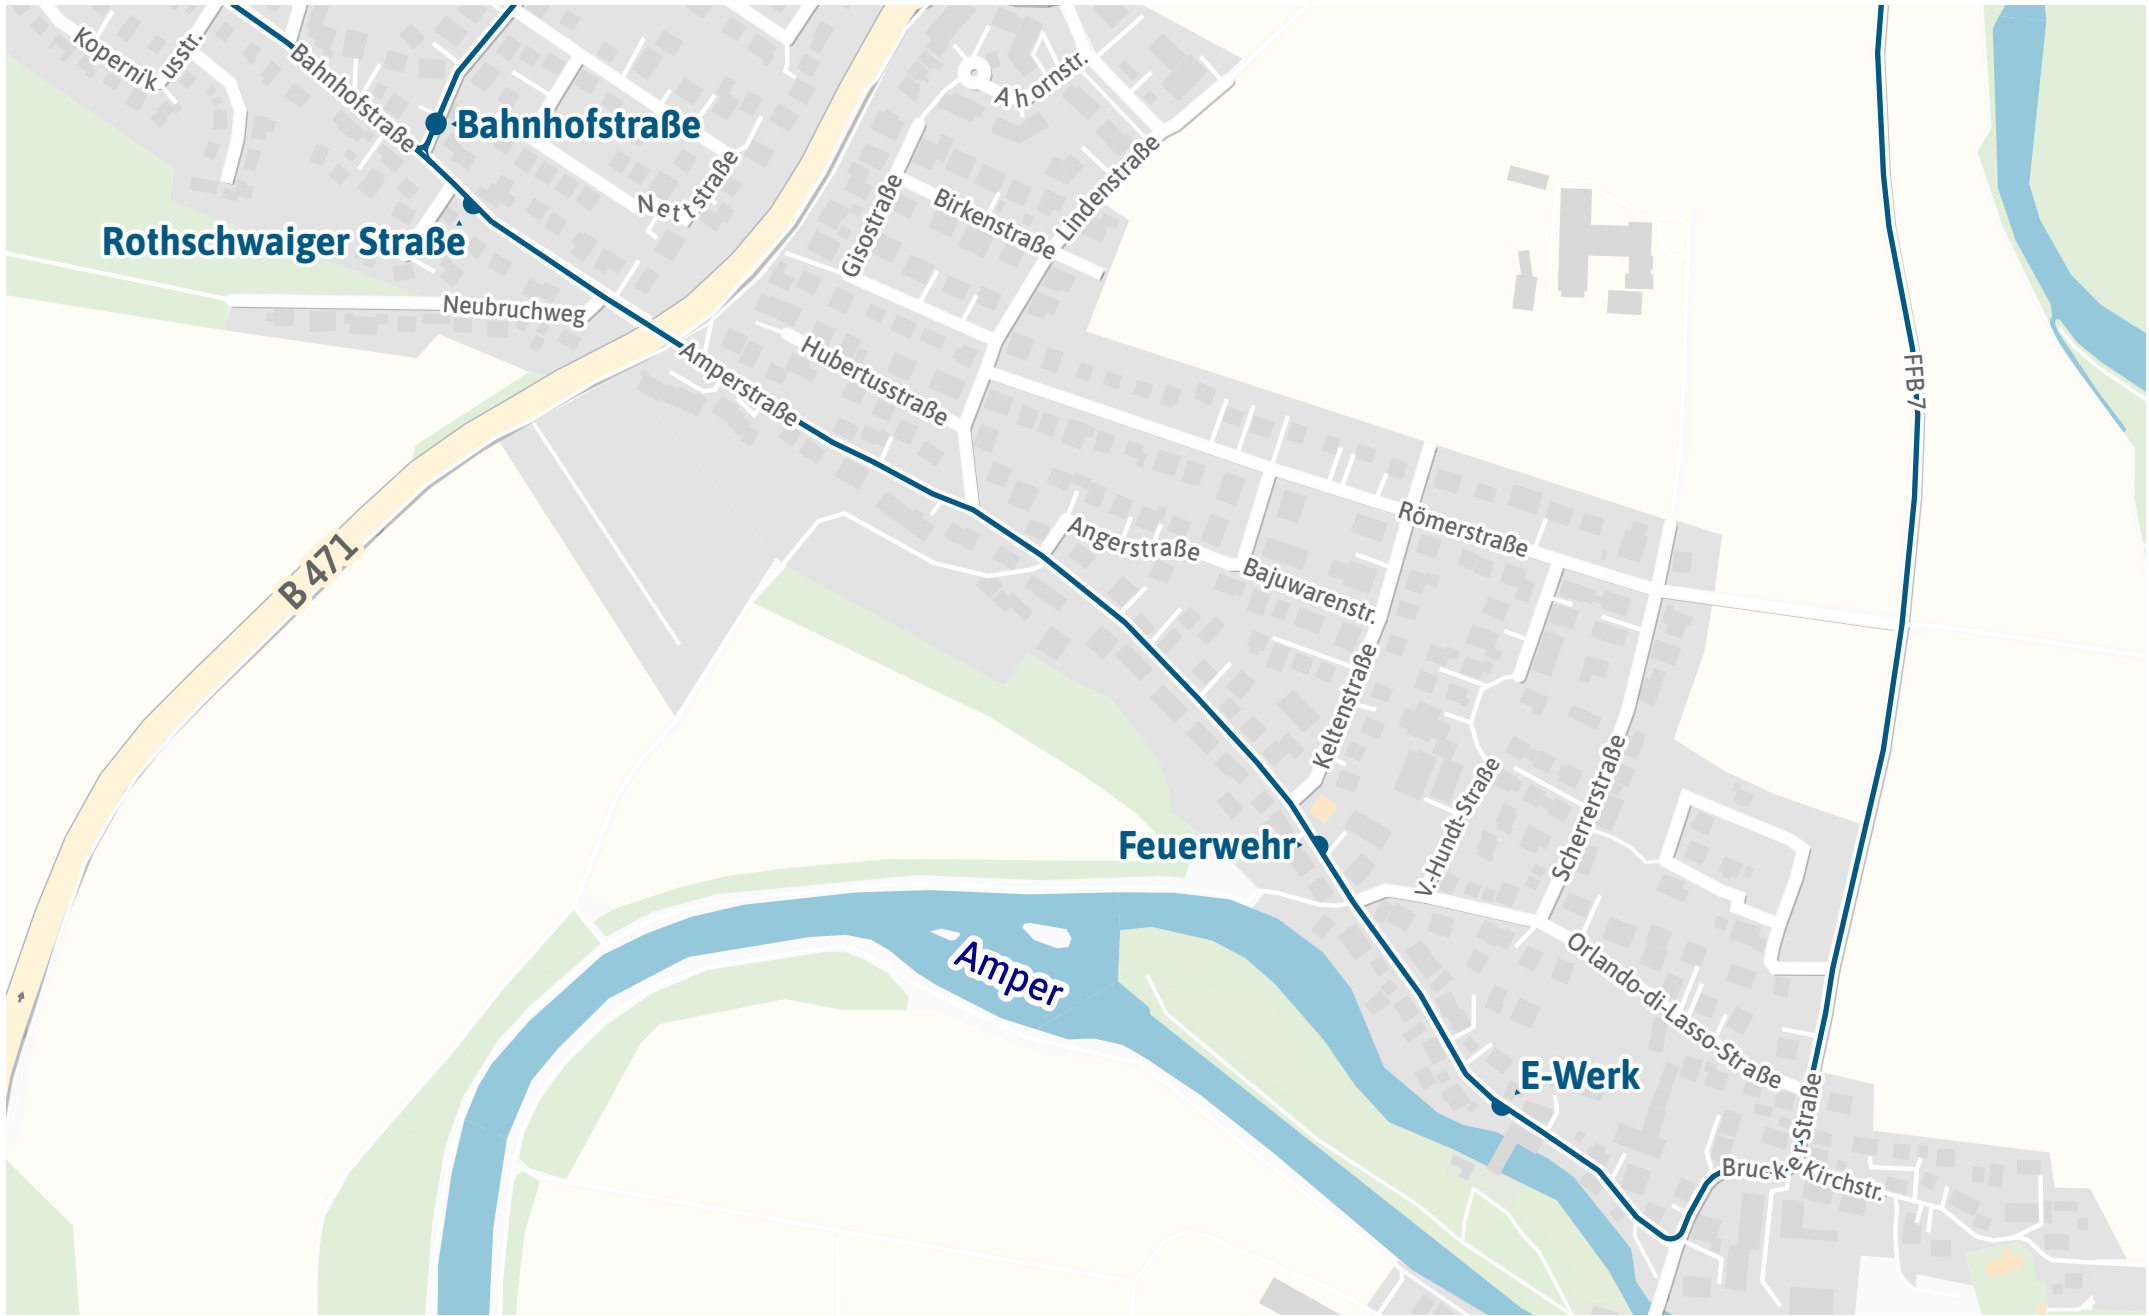 Kopernikusstr.
Bahnhofstraße
Bahnhofstraße
Rothschwaiger Straße
Nettstraße
Neubruchweg
Ahornstr.
Lindenstraße
Birkenstraße
Gisostraße
Hubertusstraße
Amperstraße
B 471
FFB 7
Römerstraße
Angerstraße
Bajuwarenstr.
Keltenstraße
V.-Hundt-Straße
Scherrerstraße
Feuerwehr
Amper
Orlando-di-Lasso-Straße
E-Werk
Brucker Straße
Kirchstr.